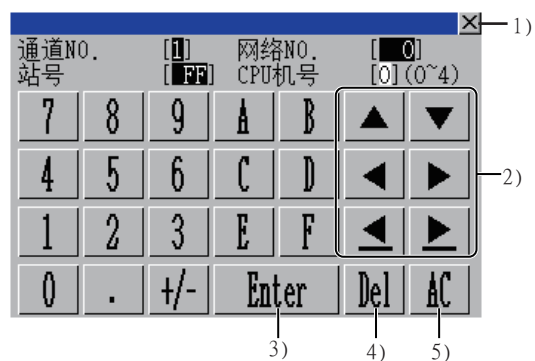 × 1)
通道NO. [1] 网络NO. [ 0]
站号 [ FF] CPU机号 [0](0~4)
7 8 9 A B
4 5 6 C D
2)
1 2 3 E F
0 . +/- Enter Del AC
3) 4) 5)